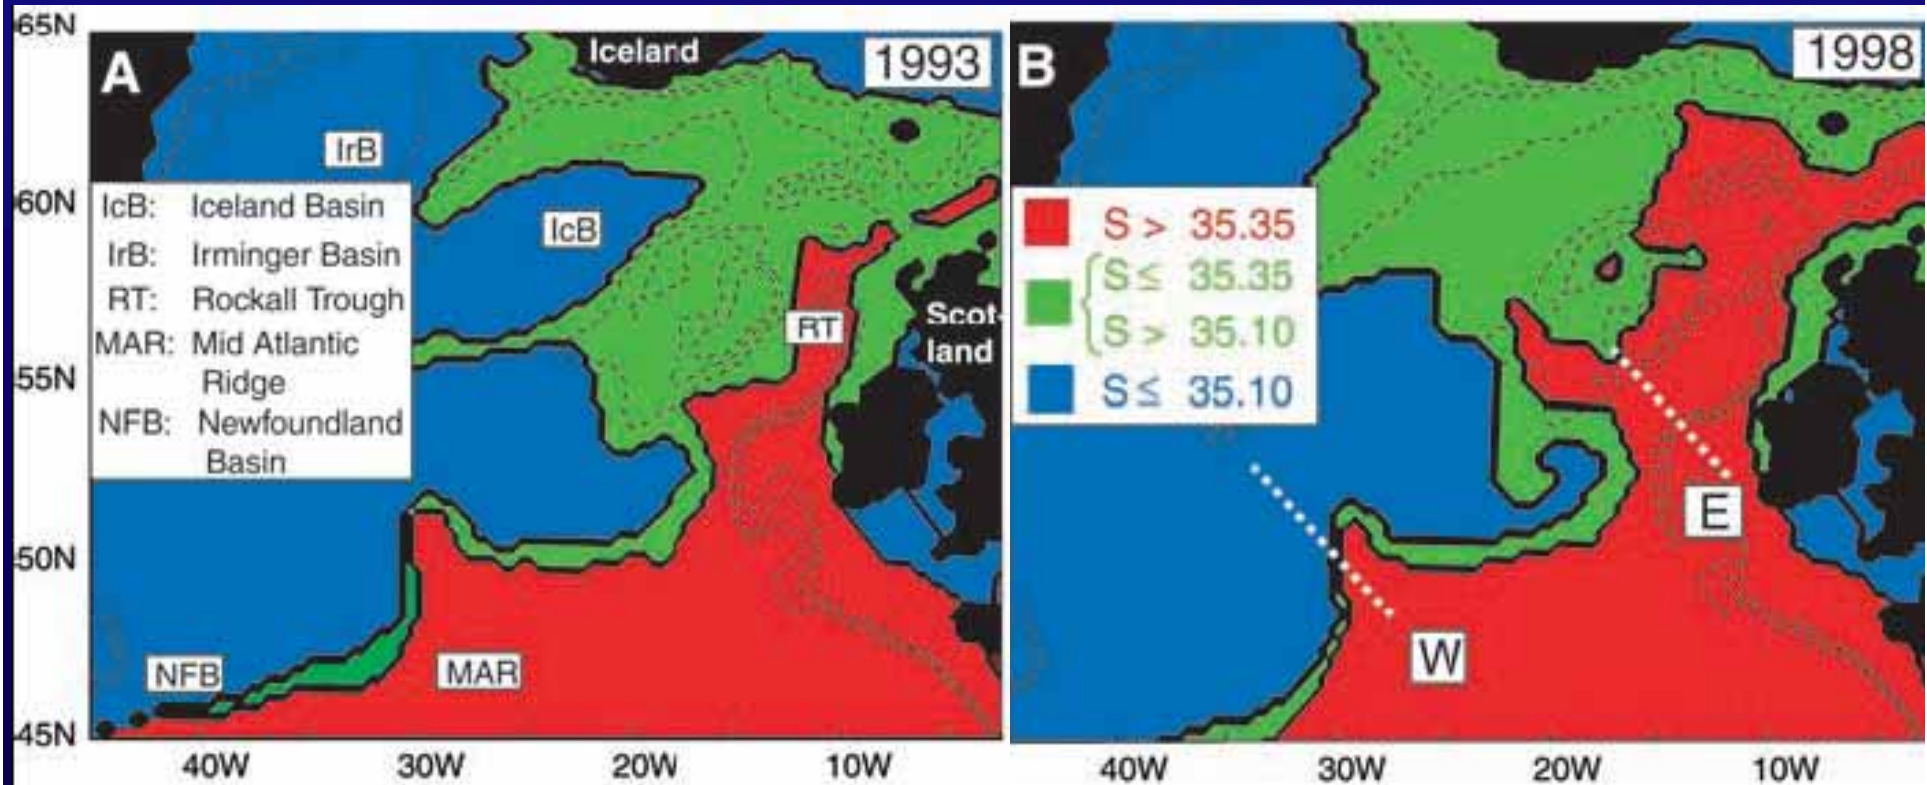 65N
60N
55N
50N
45N
A
Iceland
1993
IrB
IcB: Iceland Basin
IrB: Irminger Basin
RT: Rockall Trough
MAR: Mid Atlantic
Ridge
NFB: Newfoundland
Basin
IcB
RT
Scot-
land
NFB
MAR
40W 30W 20W 10W
B
1998
S > 35.35
S ≤ 35.35
S > 35.10
S ≤ 35.10
E
W
40W 30W 20W 10W